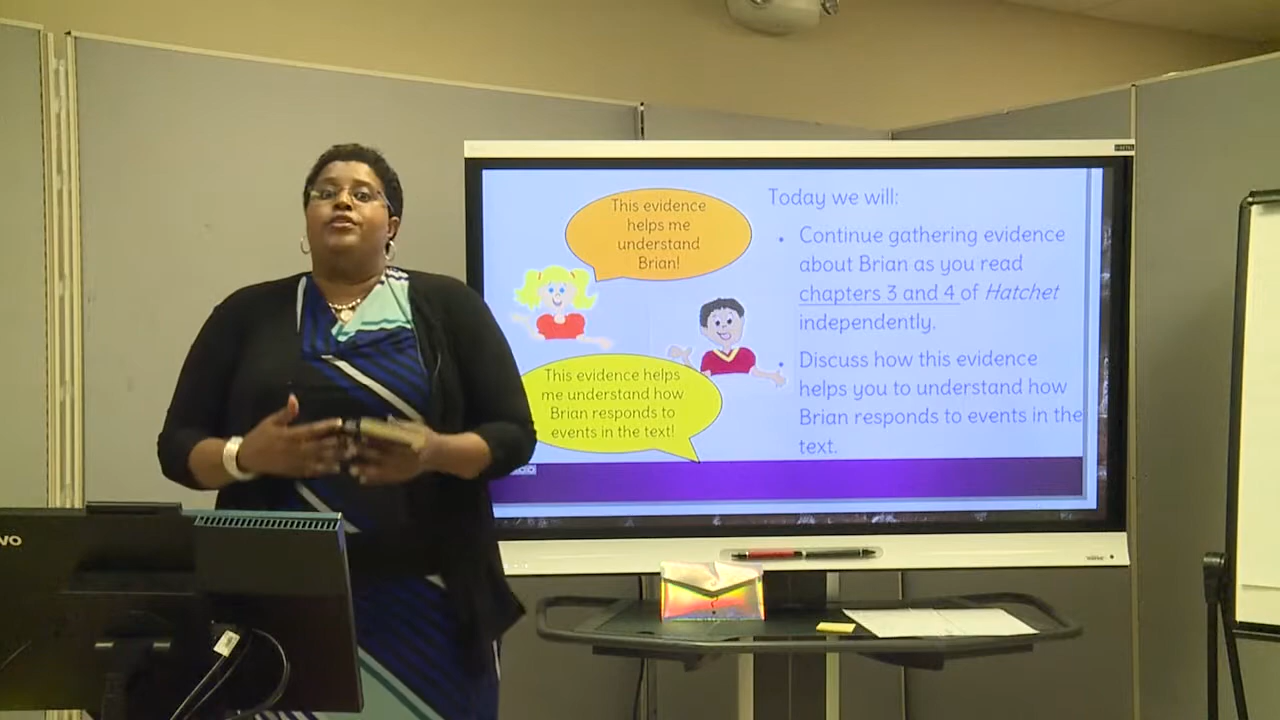 This evidence
helps me
understand
Brian!
This evidence helps
me understand how
Brian responds to
events in the text!
Today we will:
• Continue gathering evidence
about Brian as you read
chapters 3 and 4 of Hatchet
independently.
• Discuss how this evidence
helps you to understand how
Brian responds to events in the
text.
VO